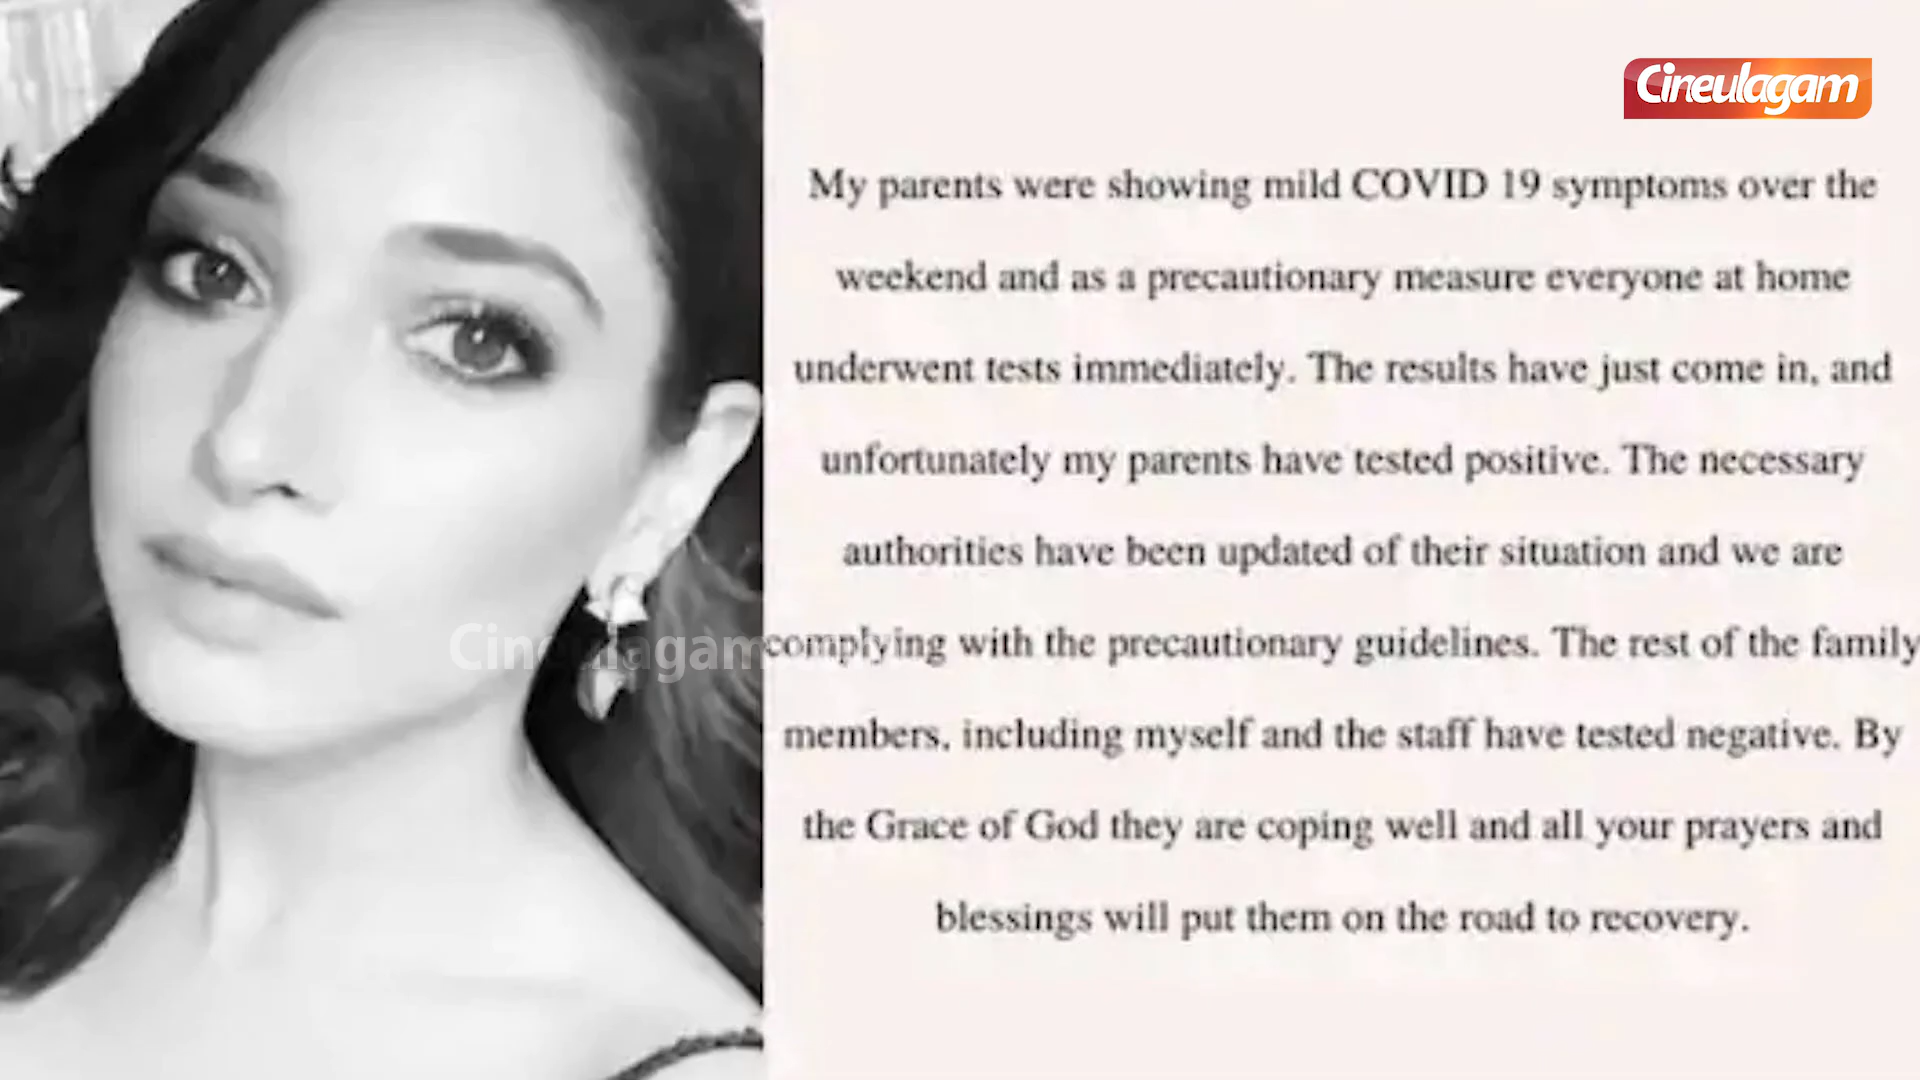 Cineulagam
My parents were showing mild COVID 19 symptoms over the
weekend and as a precautionary measure everyone at home
underwent tests immediately. The results have just come in, and
unfortunately my parents have tested positive. The necessary
authorities have been updated of their situation and we are
Cineulagam
complying with the precautionary guidelines. The rest of the family
members, including myself and the staff have tested negative. By
the Grace of God they are coping well and all your prayers and
blessings will put them on the road to recovery.